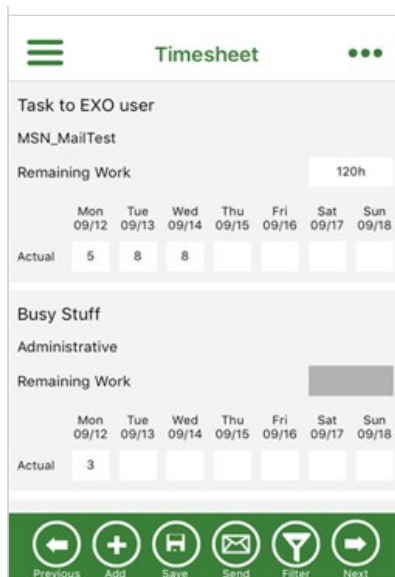 Timesheet
Task to EXO user
MSN_MailTest
Remaining Work 120h
Mon Tue Wed Thu Fri Sat Sun
09/12 09/13 09/14 09/15 09/16 09/17 09/18
Actual 5 8 8
Busy Stuff
Administrative
Remaining Work
Mon Tue Wed Thu Fri Sat Sun
09/12 09/13 09/14 09/15 09/16 09/17 09/18
Actual 3
Previous Add Save Send Filter Next